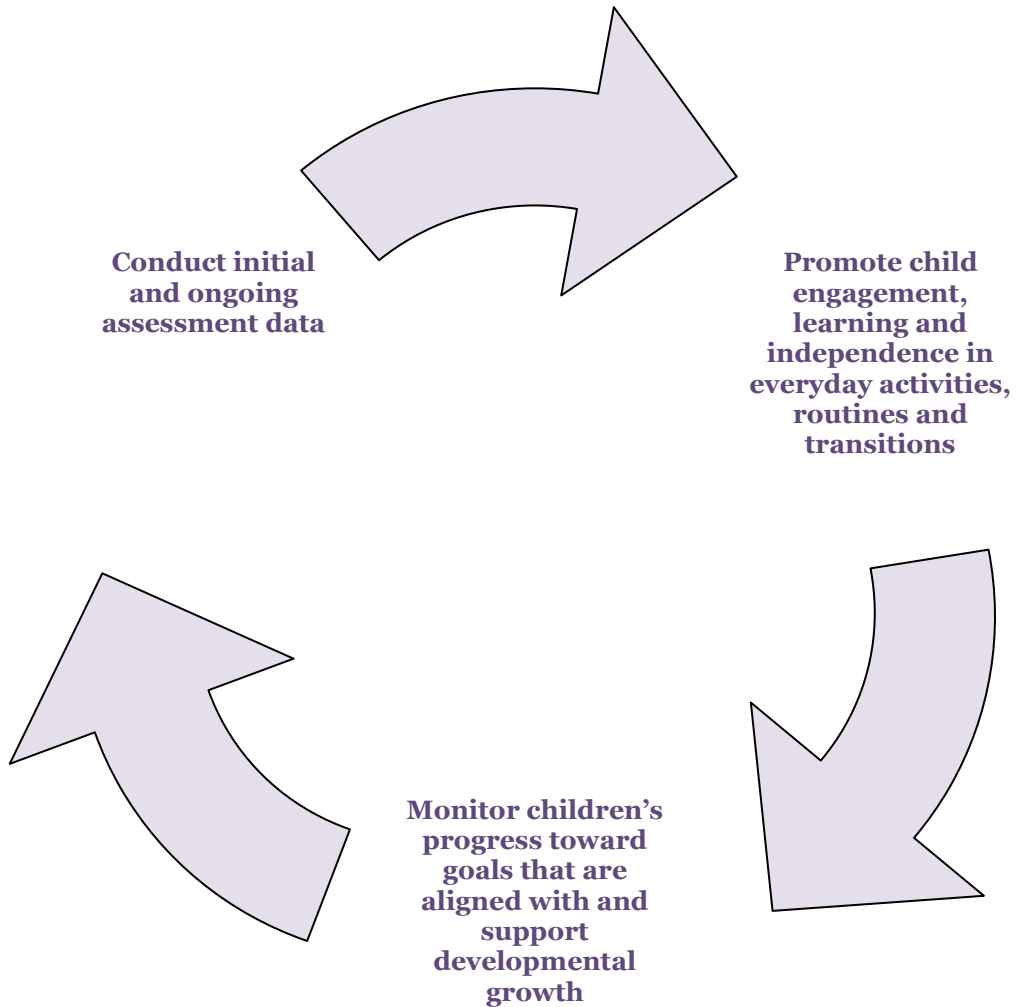 Conduct initial
and ongoing
assessment data
Promote child
engagement,
learning and
independence in
everyday activities,
routines and
transitions
Monitor children’s
progress toward
goals that are
aligned with and
support
developmental
growth